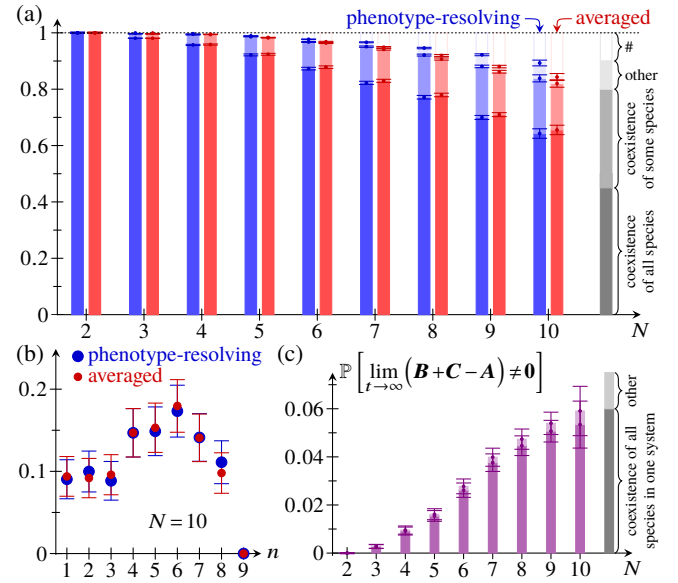 (a)
phenotype-resolving
averaged
1
0.8
0.6
0.4
0.2
0
2 3 4 5 6 7 8 9 10 N
#
other
coexistence
of some species
coexistence
of all species
(b)
phenotype-resolving
averaged
0.2
0.1
0
N = 10
1 2 3 4 5 6 7 8 9 n
(c)
ℙ [ lim t→∞ (B + C − A) ≠ 0 ]
0.06
0.04
0.02
0
2 3 4 5 6 7 8 9 10 N
other
coexistence of all
species in one system